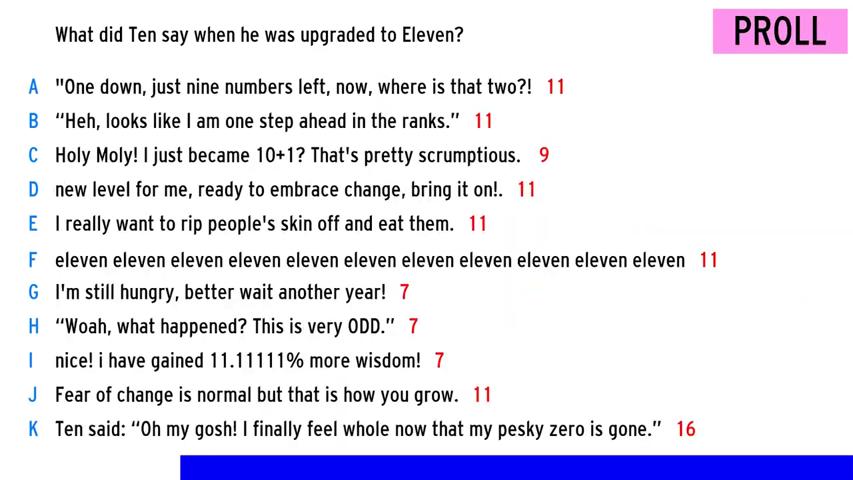 What did Ten say when he was upgraded to Eleven?
PROLL
A "One down, just nine numbers left, now, where is that two?! 11
B “Heh, looks like I am one step ahead in the ranks.” 11
C Holy Moly! I just became 10+1? That's pretty scrumptious. 9
D new level for me, ready to embrace change, bring it on!. 11
E I really want to rip people's skin off and eat them. 11
F eleven eleven eleven eleven eleven eleven eleven eleven eleven eleven eleven 11
G I'm still hungry, better wait another year! 7
H “Woah, what happened? This is very ODD.” 7
I nice! i have gained 11.11111% more wisdom! 7
J Fear of change is normal but that is how you grow. 11
K Ten said: “Oh my gosh! I finally feel whole now that my pesky zero is gone.” 16